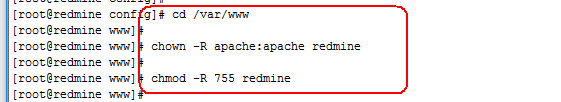 [root@redmine config]# cd /var/www
[root@redmine www]#
[root@redmine www]# chown -R apache:apache redmine
[root@redmine www]#
[root@redmine www]# chmod -R 755 redmine
[root@redmine www]#